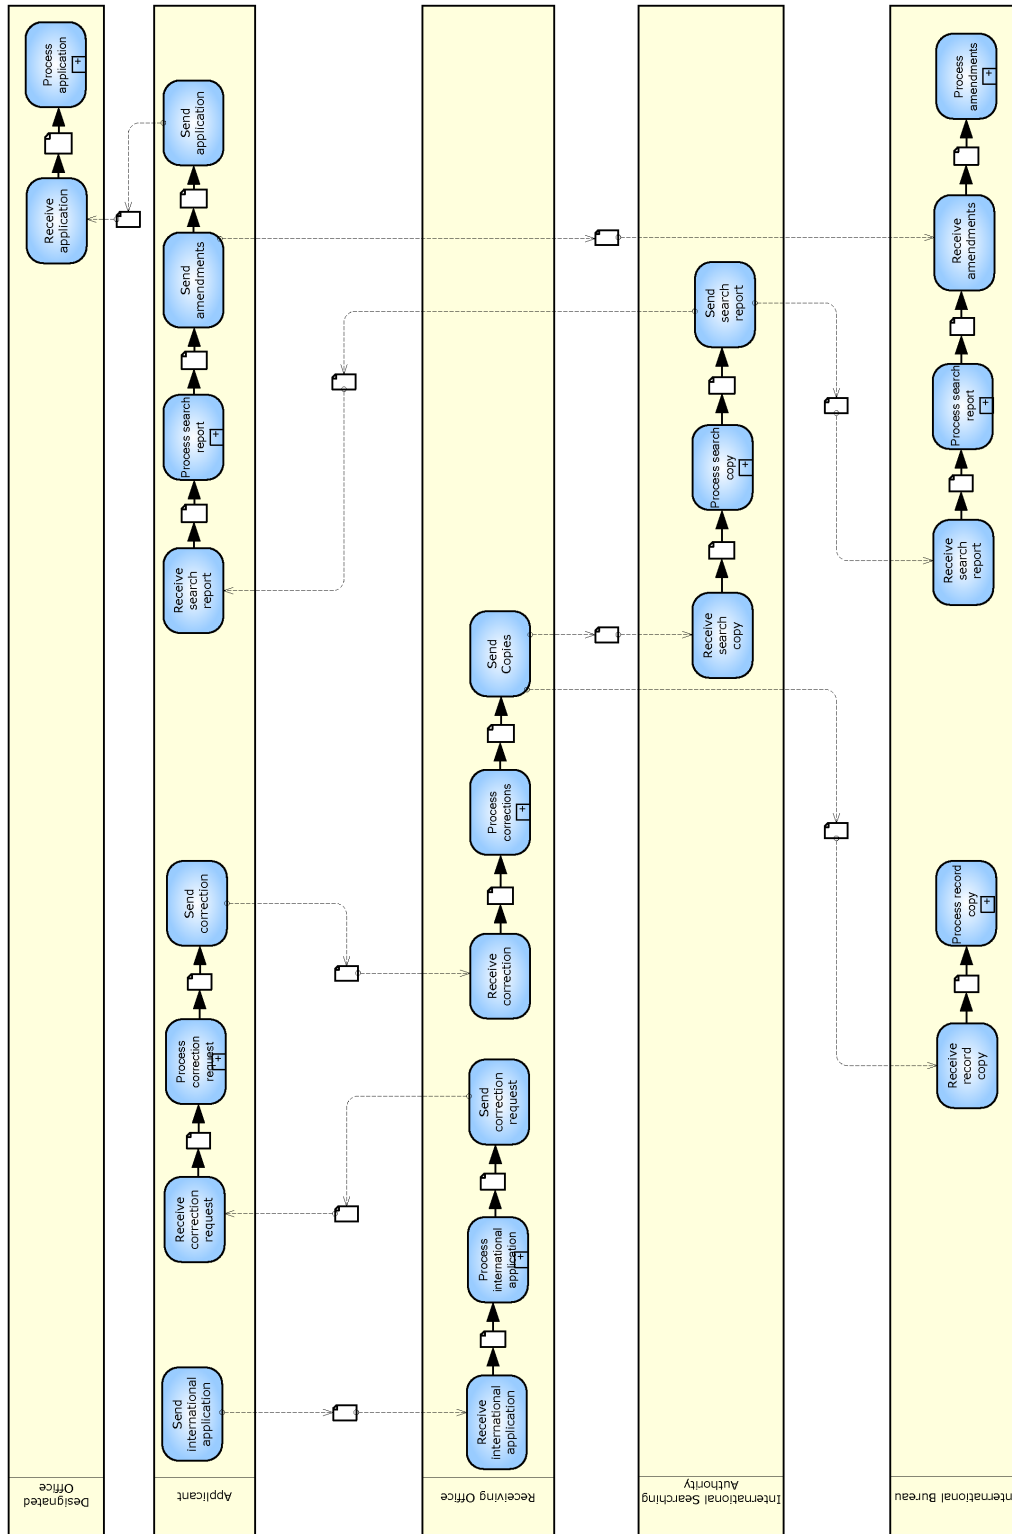 Designated
Office
Receive
application
Process
application
+
Applicant
Send
international
application
Receive
correction
request
Process
correction
request
+
Send
correction
Receive
search
report
Process search
report
+
Send
amendments
Send
application
Receiving Office
Receive
international
application
Process
international
application
+
Send
correction
request
Receive
correction
Process
corrections
+
Send
Copies
International Searching
Authority
Receive
search
copy
Process search
copy
+
Send
search
report
International Bureau
Receive
record
copy
Process record
copy
+
Receive
search
report
Process search
report
+
Receive
amendments
Process
amendments
+